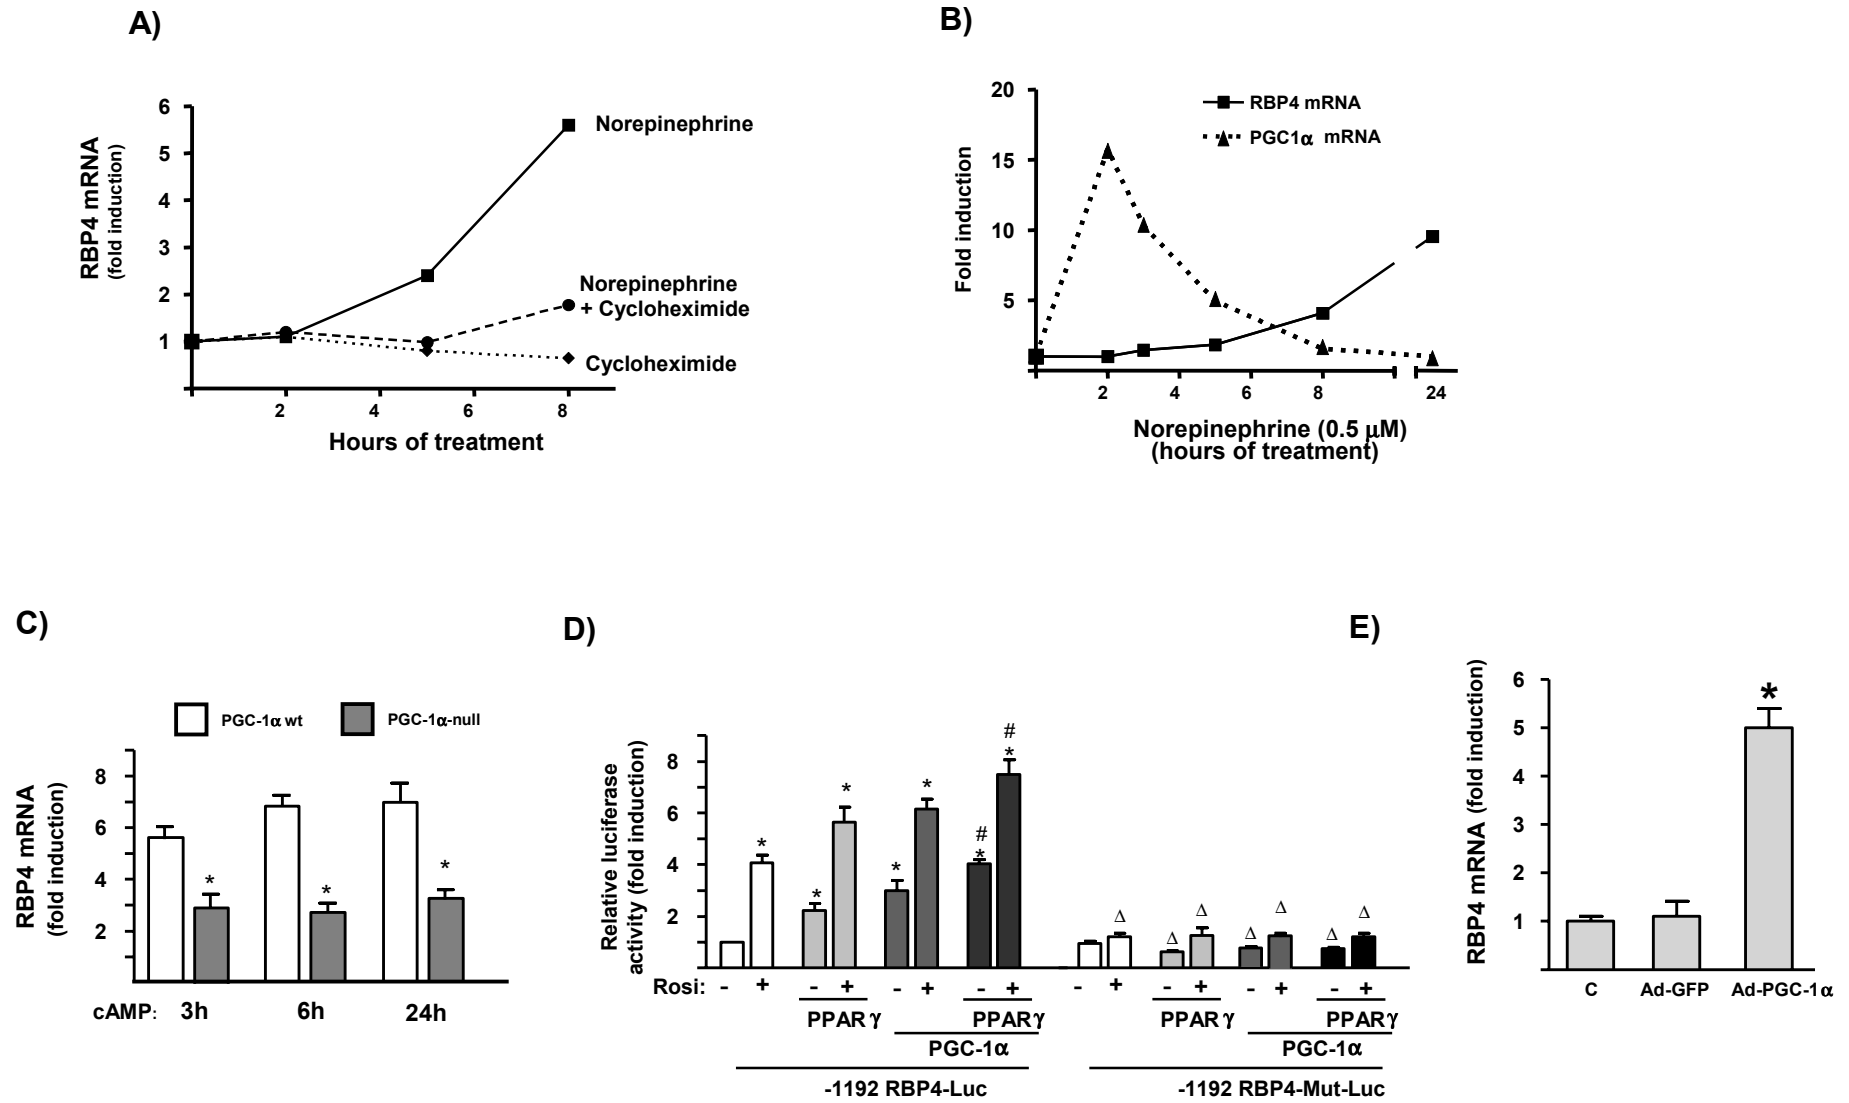 A)
6
5
4
3
2
1
RBP4 mRNA
(fold induction)
Norepinephrine
Norepinephrine
+ Cycloheximide
Cycloheximide
2 4 6 8
Hours of treatment
B)
20
15
10
5
Fold induction
RBP4 mRNA
PGC1α mRNA
2 4 6 8 24
Norepinephrine (0.5 μM)
(hours of treatment)
C)
PGC-1α wt
PGC-1α-null
8
6
4
2
RBP4 mRNA
(fold induction)
* * *
cAMP: 3h 6h 24h
D)
Relative luciferase
activity (fold induction)
8
6
4
2
* * * * * # * # *
Δ Δ Δ Δ Δ Δ Δ
Rosi: - + - + - + - + - + - + - + - +
PPAR γ PPARγ PPAR γ PPARγ
PGC-1α PGC-1α
-1192 RBP4-Luc -1192 RBP4-Mut-Luc
E)
RBP4 mRNA (fold induction)
6
5
4
3
2
1
*
C Ad-GFP Ad-PGC-1α